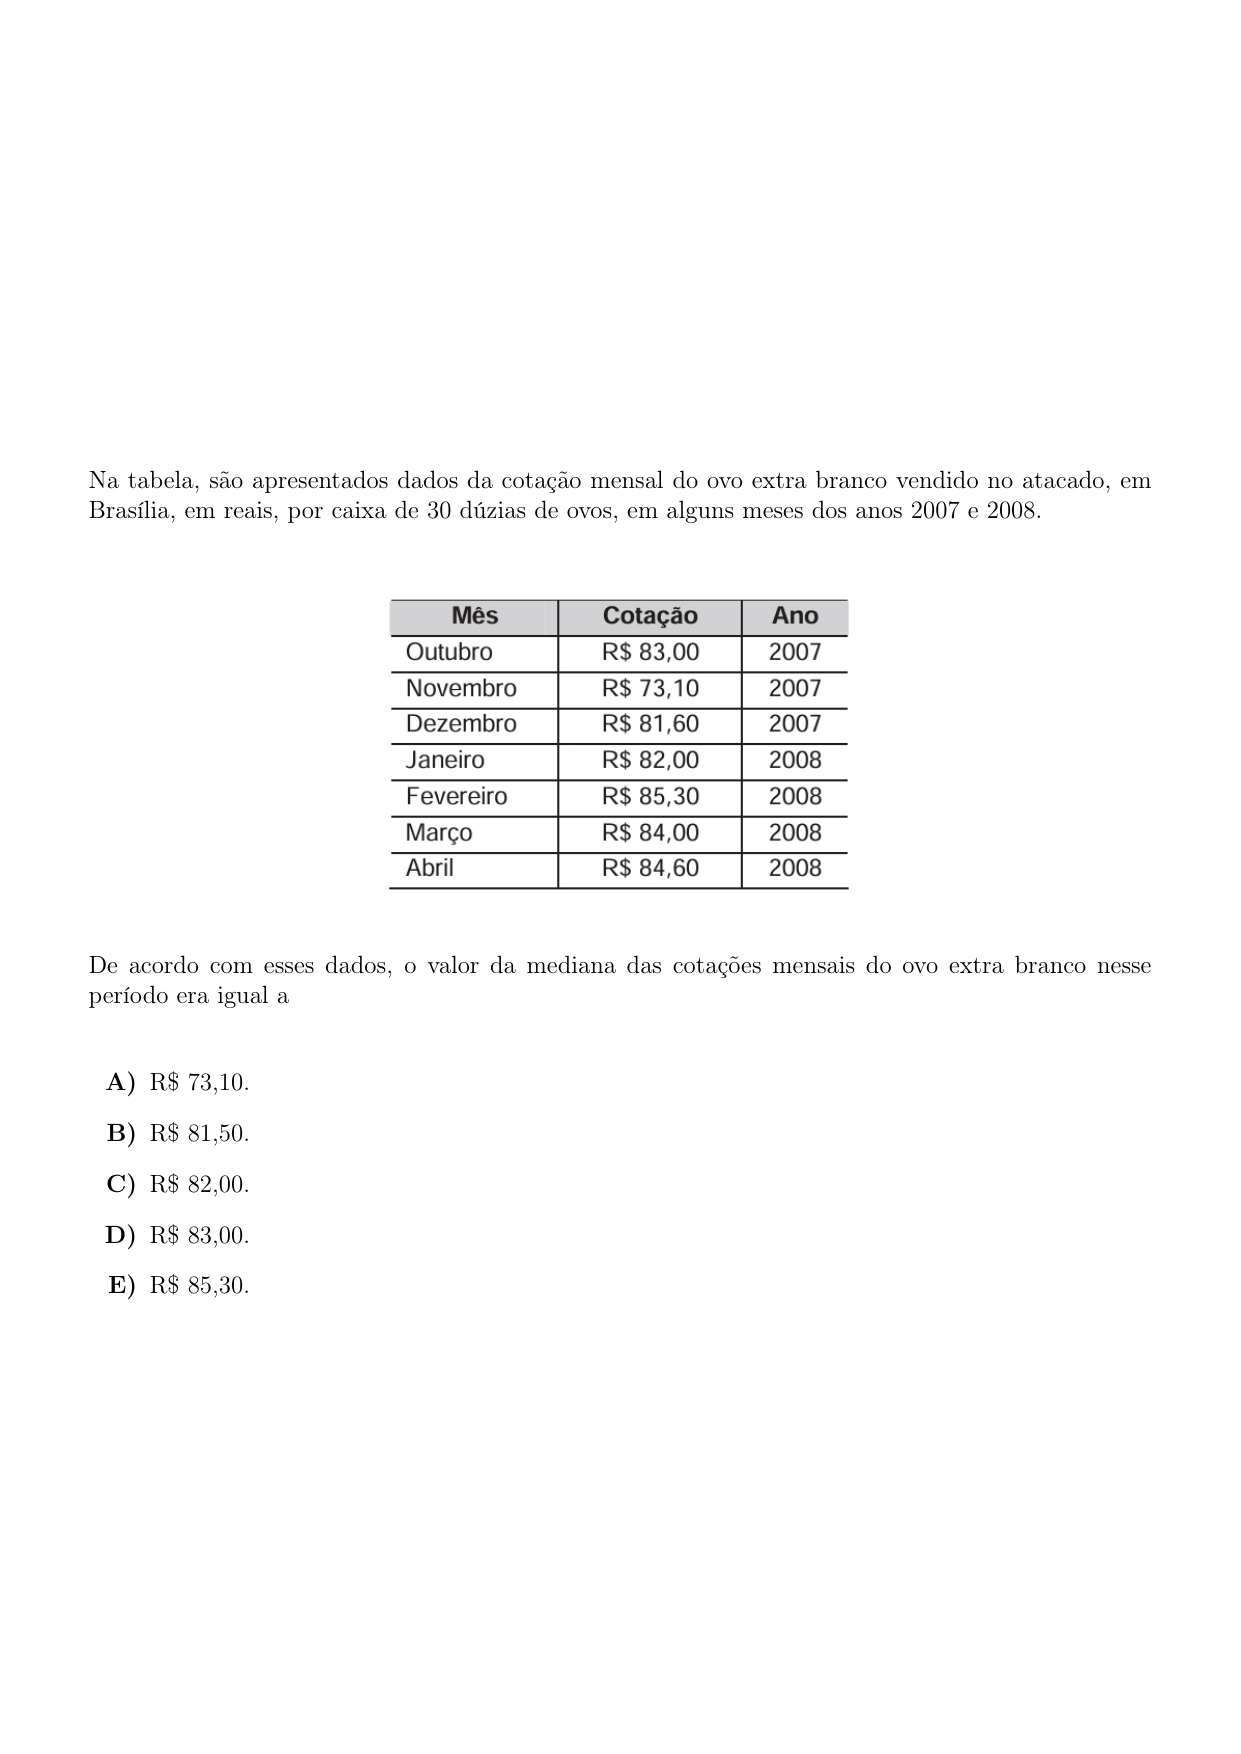 Na tabela, são apresentados dados da cotação mensal do ovo extra branco vendido no atacado, em
Brasília, em reais, por caixa de 30 dúzias de ovos, em alguns meses dos anos 2007 e 2008.
Mês Cotação Ano
Outubro R$ 83,00 2007
Novembro R$ 73,10 2007
Dezembro R$ 81,60 2007
Janeiro R$ 82,00 2008
Fevereiro R$ 85,30 2008
Março R$ 84,00 2008
Abril R$ 84,60 2008
De acordo com esses dados, o valor da mediana das cotações mensais do ovo extra branco nesse
período era igual a
A) R$ 73,10.
B) R$ 81,50.
C) R$ 82,00.
D) R$ 83,00.
E) R$ 85,30.